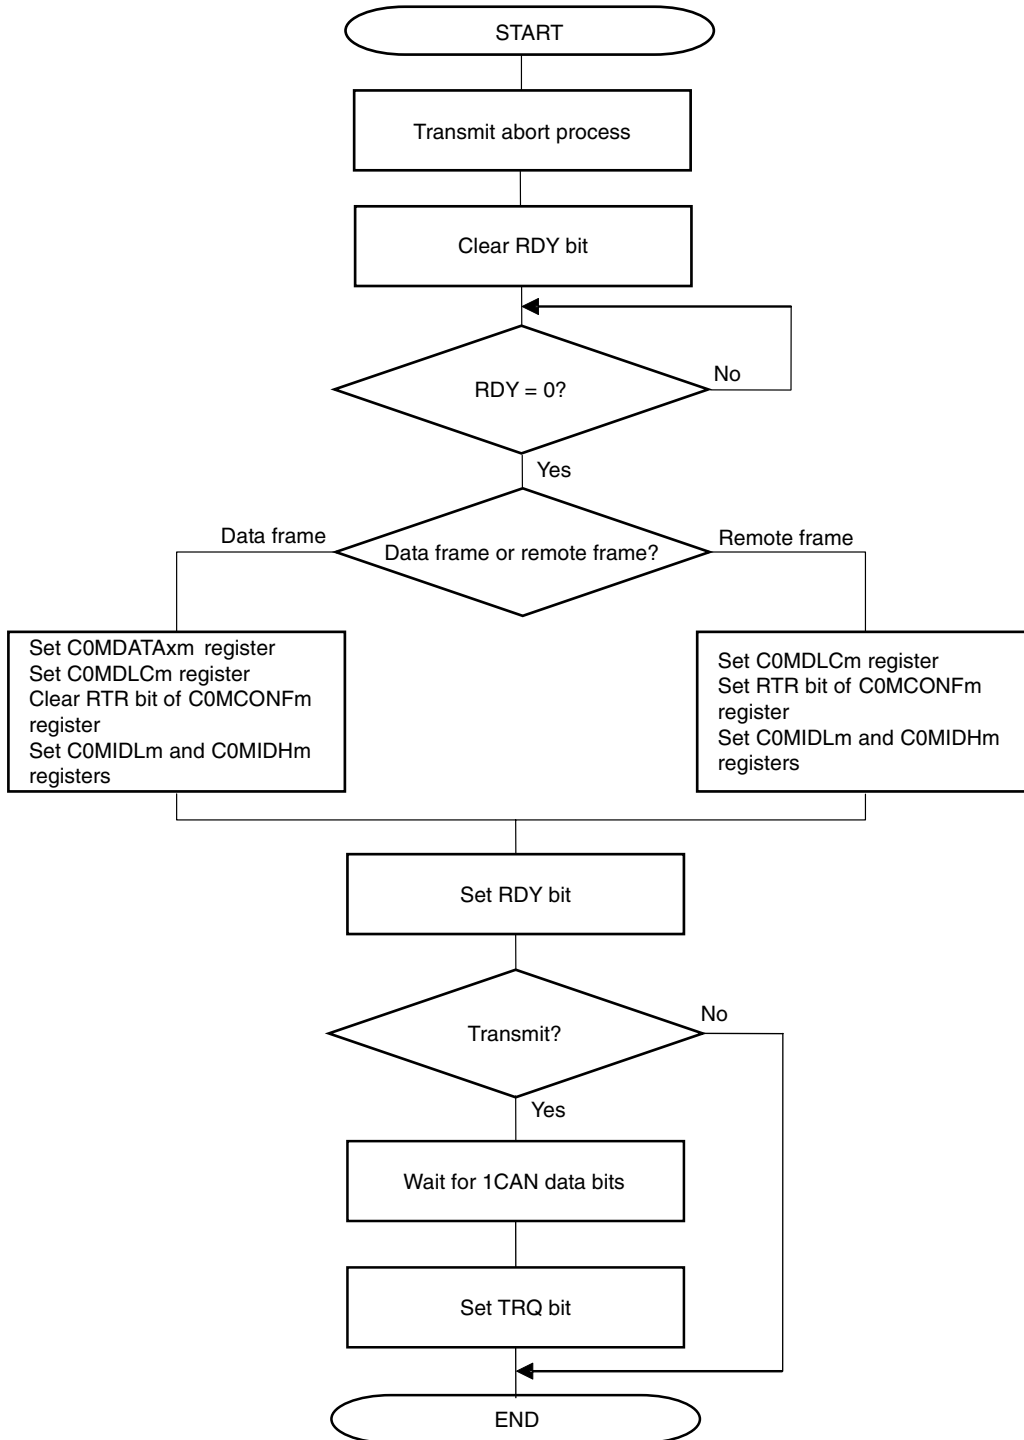 START
Transmit abort process
Clear RDY bit
RDY = 0?
No
Yes
Data frame or remote frame?
Data frame
Remote frame
Set C0MDATAxm register
Set C0MDLCm register
Clear RTR bit of C0MCONFm
register
Set C0MIDLm and C0MIDHm
registers
Set C0MDLCm register
Set RTR bit of C0MCONFm
register
Set C0MIDLm and C0MIDHm
registers
Set RDY bit
Transmit?
No
Yes
Wait for 1CAN data bits
Set TRQ bit
END